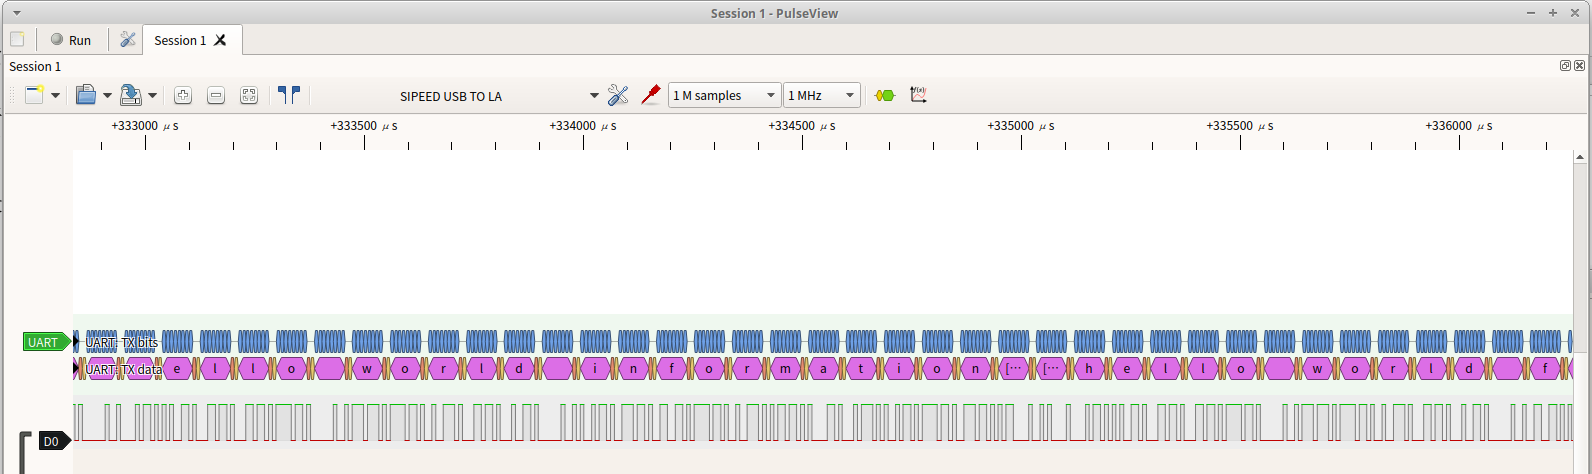 Session 1 - PulseView
Run
Session 1
Session 1
SIPEED USB TO LA
1 M samples
1 MHz
f(x)
+333000 μs +333500 μs +334000 μs +334500 μs +335000 μs +335500 μs +336000 μs
UART
UART: TX bits
UART: TX data e l l o w o r l d i n f o r m a t i o n [… [… h e l l o w o r l d f
D0